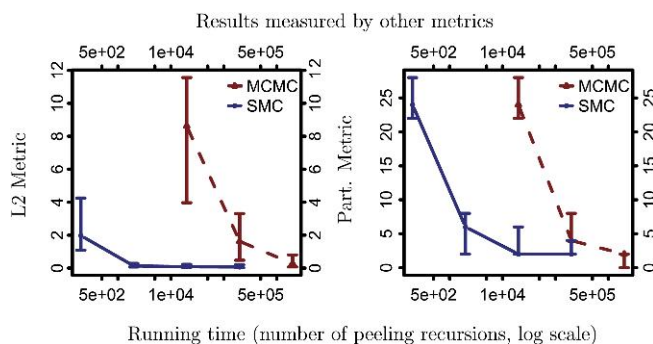 Results measured by other metrics
5e+02 1e+04 5e+05 5e+02 1e+04 5e+05
L2 Metric
0 2 4 6 8 10 12
MCMC
SMC
0 2 4 6 8 10 12
5e+02 1e+04 5e+05
Part. Metric
0 5 10 15 20 25
MCMC
SMC
0 5 10 15 20 25
5e+02 1e+04 5e+05
Running time (number of peeling recursions, log scale)